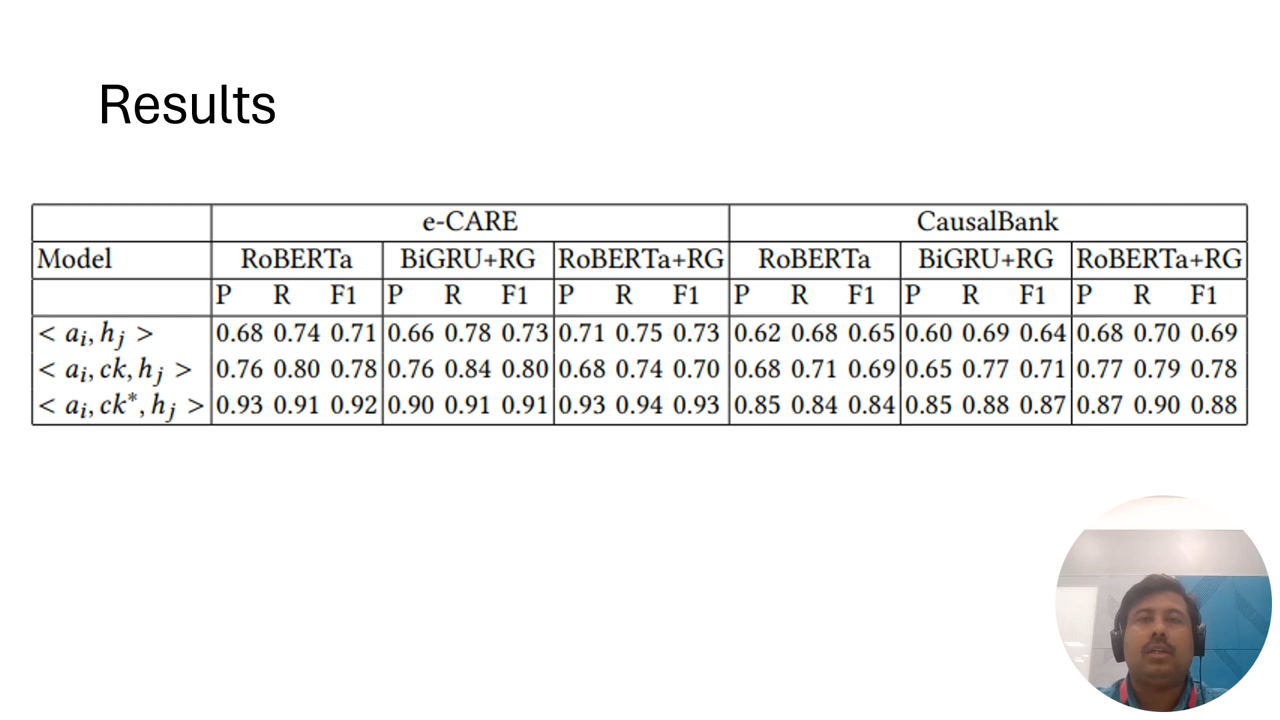 Results
e-CARE CausalBank
Model RoBERTa BiGRU+RG RoBERTa+RG RoBERTa BiGRU+RG RoBERTa+RG
P R F1 P R F1 P R F1 P R F1 P R F1 P R F1
< a_i, h_j > 0.68 0.74 0.71 0.66 0.78 0.73 0.71 0.75 0.73 0.62 0.68 0.65 0.60 0.69 0.64 0.68 0.70 0.69
< a_i, ck, h_j > 0.76 0.80 0.78 0.76 0.84 0.80 0.68 0.74 0.70 0.68 0.71 0.69 0.65 0.77 0.71 0.77 0.79 0.78
< a_i, ck*, h_j > 0.93 0.91 0.92 0.90 0.91 0.91 0.93 0.94 0.93 0.85 0.84 0.84 0.85 0.88 0.87 0.87 0.90 0.88